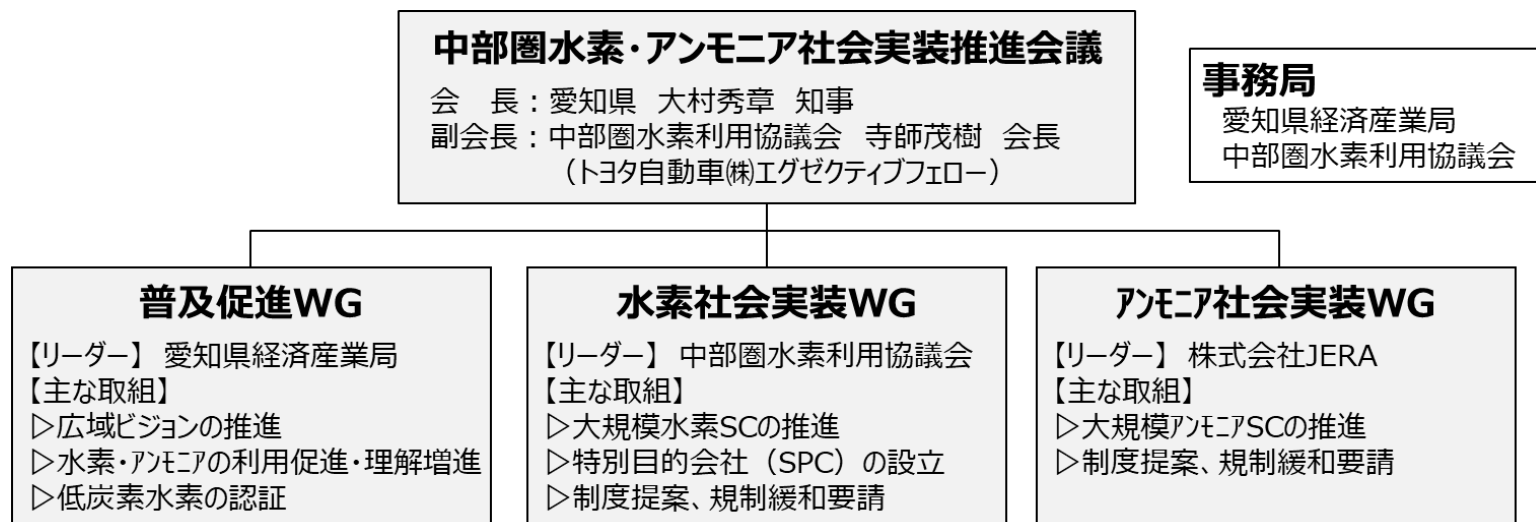 中部圏水素・アンモニア社会実装推進会議
会　長：愛知県　大村秀章　知事
副会長：中部圏水素利用協議会　寺師茂樹　会長
（トヨタ自動車㈱エグゼクティブフェロー）
事務局
愛知県経済産業局
中部圏水素利用協議会
普及促進WG
【リーダー】 愛知県経済産業局
【主な取組】
▷広域ビジョンの推進
▷水素・アンモニアの利用促進・理解増進
▷低炭素水素の認証
水素社会実装WG
【リーダー】 中部圏水素利用協議会
【主な取組】
▷大規模水素SCの推進
▷特別目的会社（SPC）の設立
▷制度提案、規制緩和要請
アンモニア社会実装WG
【リーダー】 株式会社JERA
【主な取組】
▷大規模アンモニアSCの推進
▷制度提案、規制緩和要請